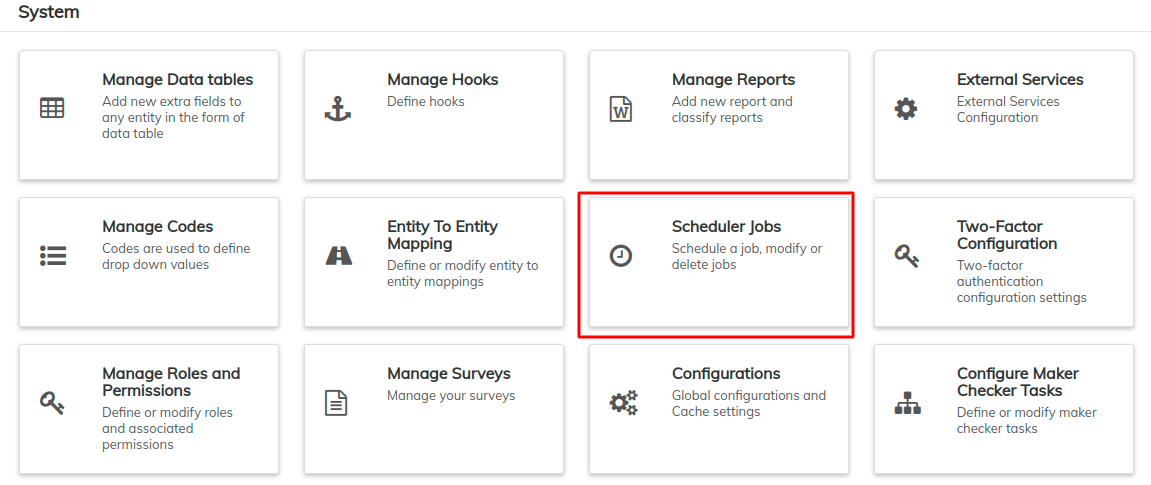 System
Manage Data tables
Add new extra fields to
any entity in the form of
data table
Manage Hooks
Define hooks
Manage Reports
Add new report and
classify reports
W
External Services
External Services
Configuration
Manage Codes
Codes are used to define
drop down values
Entity To Entity
Mapping
Define or modify entity to
entity mappings
Scheduler Jobs
Schedule a job, modify or
delete jobs
Two-Factor
Configuration
Two-factor
authentication
configuration settings
Manage Roles and
Permissions
Define or modify roles
and associated
permissions
Manage Surveys
Manage your surveys
Configurations
Global configurations and
Cache settings
Configure Maker
Checker Tasks
Define or modify maker
checker tasks